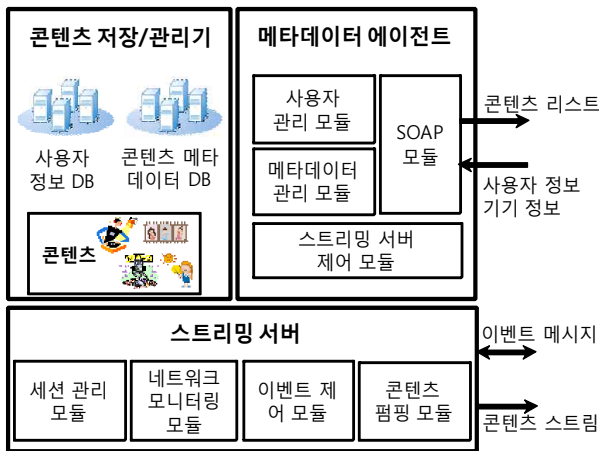 콘텐츠 저장/관리기
사용자
정보 DB
콘텐츠 메타
데이터 DB
콘텐츠
메타데이터 에이전트
사용자
관리 모듈
메타데이터
관리 모듈
SOAP
모듈
스트리밍 서버
제어 모듈
콘텐츠 리스트
사용자 정보
기기 정보
스트리밍 서버
세션 관리
모듈
네트워크
모니터링
모듈
이벤트 제
어 모듈
콘텐츠
펌핑 모듈
이벤트 메시지
콘텐츠 스트림